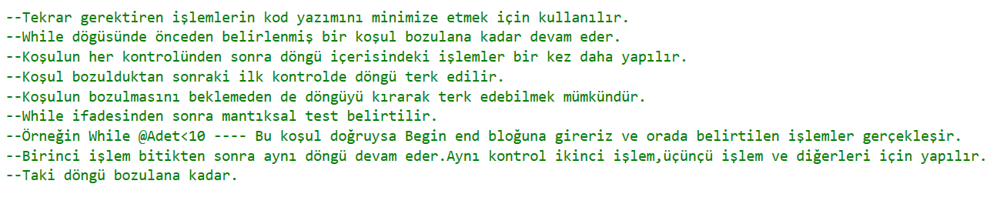 --Tekrar gerektiren işlemlerin kod yazımını minimize etmek için kullanılır.
--While dögüsünde önceden belirlenmiş bir koşul bozulana kadar devam eder.
--Koşulun her kontrolünden sonra döngü içerisindeki işlemler bir kez daha yapılır.
--Koşul bozulduktan sonraki ilk kontrolde döngü terk edilir.
--Koşulun bozulmasını beklemeden de döngüyü kırarak terk edebilmek mümkündür.
--While ifadesinden sonra mantıksal test belirtilir.
--Örneğin While @Adet<10 ---- Bu koşul doğruysa Begin end bloğuna gireriz ve orada belirtilen işlemler gerçekleşir.
--Birinci işlem bitikten sonra aynı döngü devam eder.Aynı kontrol ikinci işlem,üçünçü işlem ve diğerleri için yapılır.
--Taki döngü bozulana kadar.